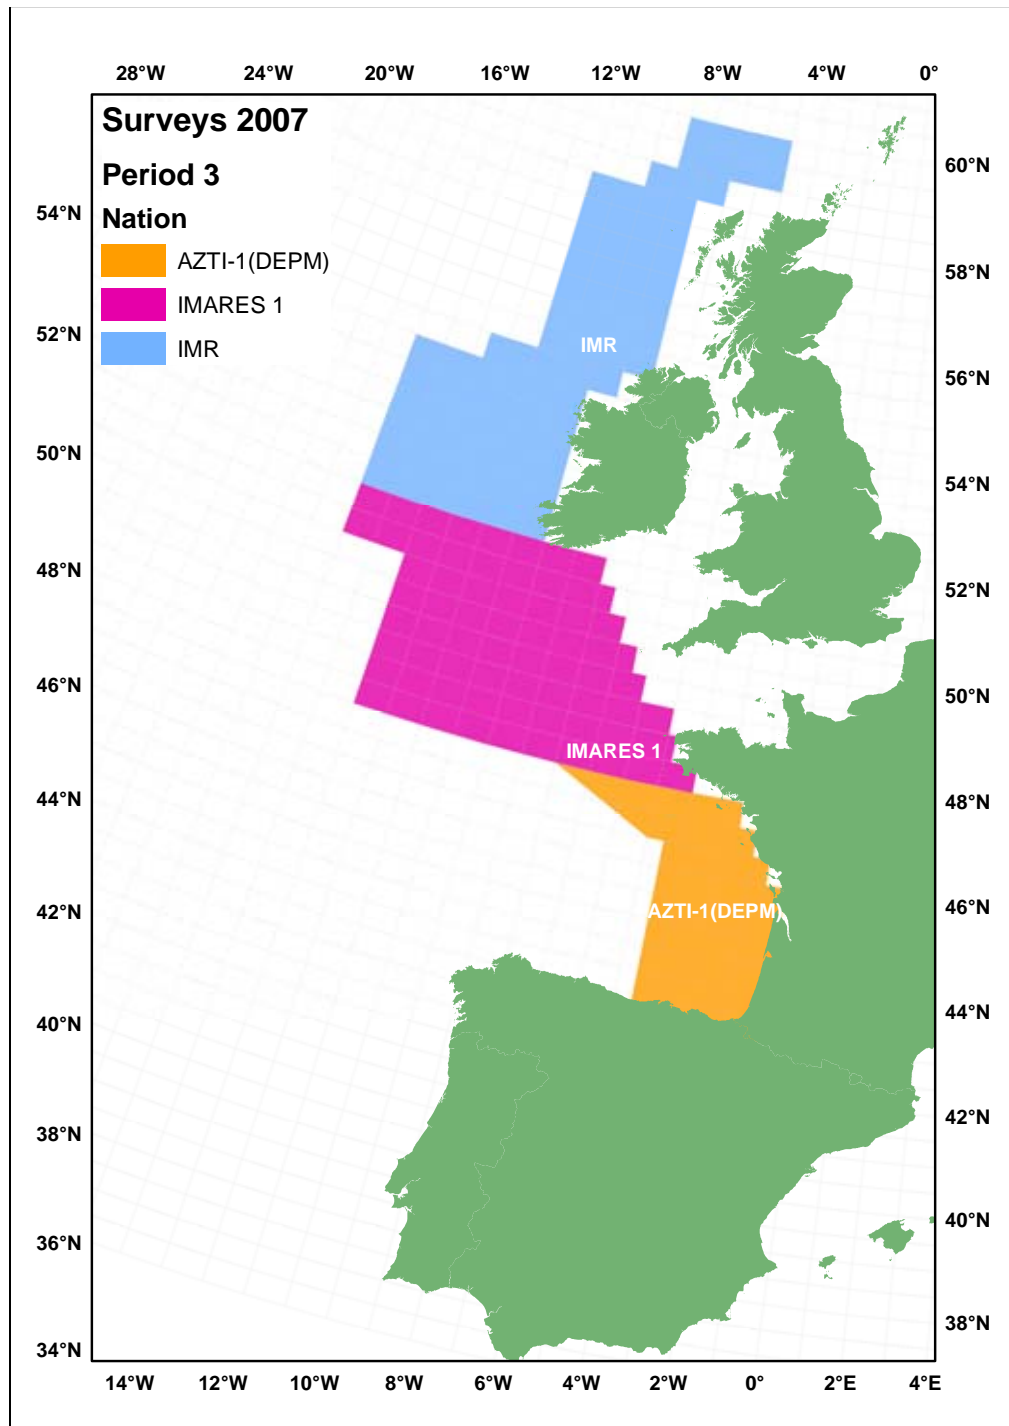 28°W 24°W 20°W 16°W 12°W 8°W 4°W 0°
Surveys 2007
Period 3
Nation
AZTI-1(DEPM)
IMARES 1
IMR
54°N
52°N
50°N
48°N
46°N
44°N
42°N
40°N
38°N
36°N
34°N
60°N
58°N
56°N
54°N
52°N
50°N
48°N
46°N
44°N
42°N
40°N
38°N
IMR
IMARES 1
AZTI-1(DEPM)
14°W 12°W 10°W 8°W 6°W 4°W 2°W 0° 2°E 4°E